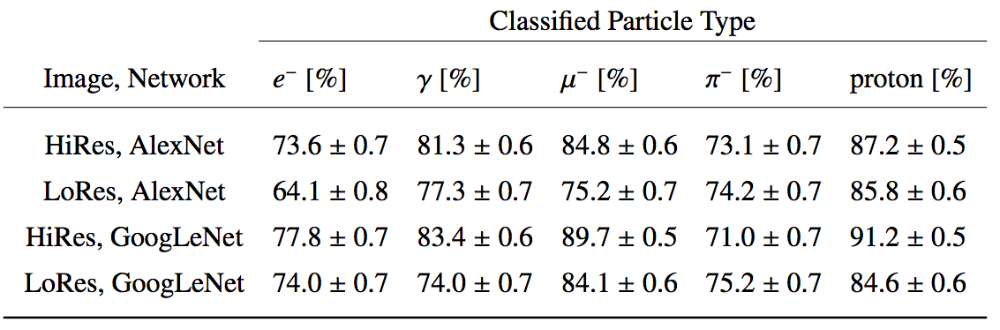 Classified Particle Type
Image, Network e⁻ [%] γ [%] μ⁻ [%] π⁻ [%] proton [%]
HiRes, AlexNet 73.6 ± 0.7 81.3 ± 0.6 84.8 ± 0.6 73.1 ± 0.7 87.2 ± 0.5
LoRes, AlexNet 64.1 ± 0.8 77.3 ± 0.7 75.2 ± 0.7 74.2 ± 0.7 85.8 ± 0.6
HiRes, GoogLeNet 77.8 ± 0.7 83.4 ± 0.6 89.7 ± 0.5 71.0 ± 0.7 91.2 ± 0.5
LoRes, GoogLeNet 74.0 ± 0.7 74.0 ± 0.7 84.1 ± 0.6 75.2 ± 0.7 84.6 ± 0.6